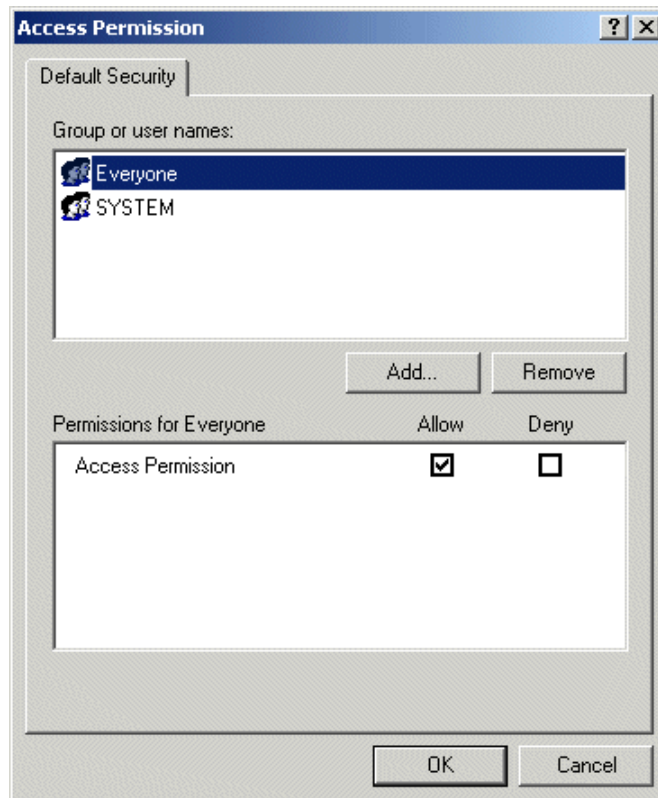 Access Permission
Default Security
Group or user names:
Everyone
SYSTEM
Add... Remove
Permissions for Everyone Allow Deny
Access Permission
OK Cancel